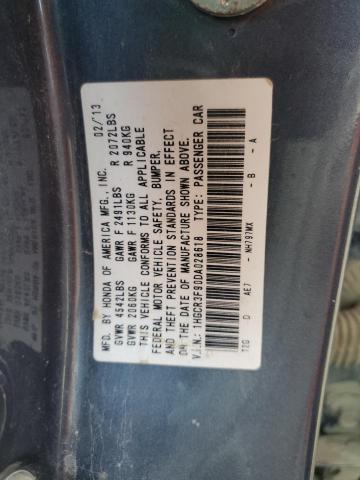 MFD. BY HONDA OF AMERICA MFG., INC. 02/13
GVWR 4542LBS GAWR F 2491LBS R 2072LBS
GVWR 2060KG GAWR F 1130KG R 940KG
THIS VEHICLE CONFORMS TO ALL APPLICABLE
FEDERAL MOTOR VEHICLE SAFETY, BUMPER,
AND THEFT PREVENTION STANDARDS IN EFFECT
ON THE DATE OF MANUFACTURE SHOWN ABOVE.
V.I.N.: 1HGCR3F90DA028618 TYPE: PASSENGER CAR
T2G D AE7 - NH797MX - B - A